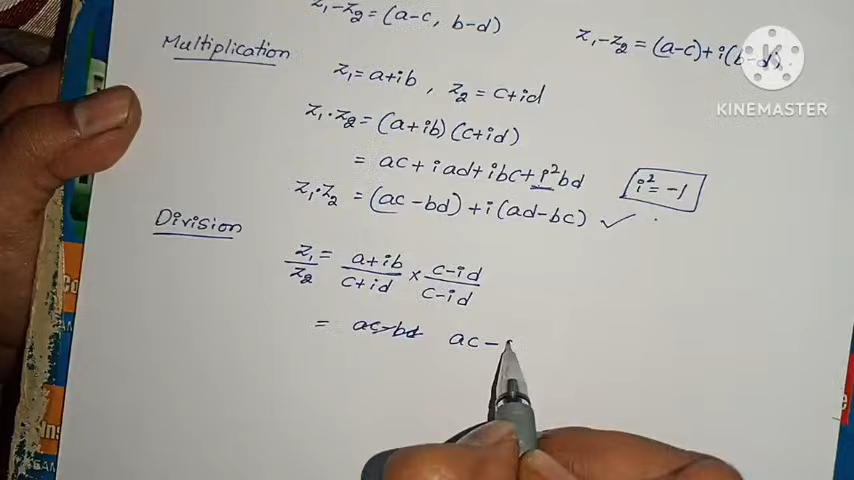 z₁-z₂ = (a-c, b-d)
z₁-z₂ = (a-c)+i(b-d)
KINEMASTER
Multiplication
z₁=a+ib, z₂=c+id
z₁·z₂ = (a+ib)(c+id)
= ac+iad+ibc+i²bd
i²=-1
z₁·z₂ = (ac-bd)+i(ad-bc) ✓
Division
z₁/z₂ = a+ib/c+id × c-id/c-id
= ac-bd ac-